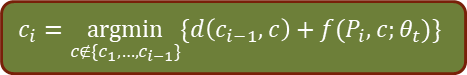 c_i = argmin_{c∉{c_1,…,c_{i−1}}} {d(c_{i−1}, c) + f(P_i, c; θ_t)}